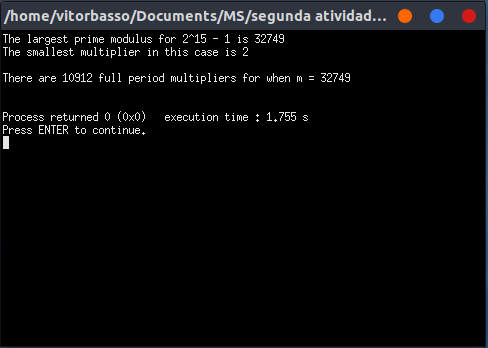 /home/vitorbasso/Documents/MS/segunda atividad...
The largest prime modulus for 2^15 - 1 is 32749
The smallest multiplier in this case is 2
There are 10912 full period multipliers for when m = 32749
Process returned 0 (0x0)   execution time : 1.755 s
Press ENTER to continue.